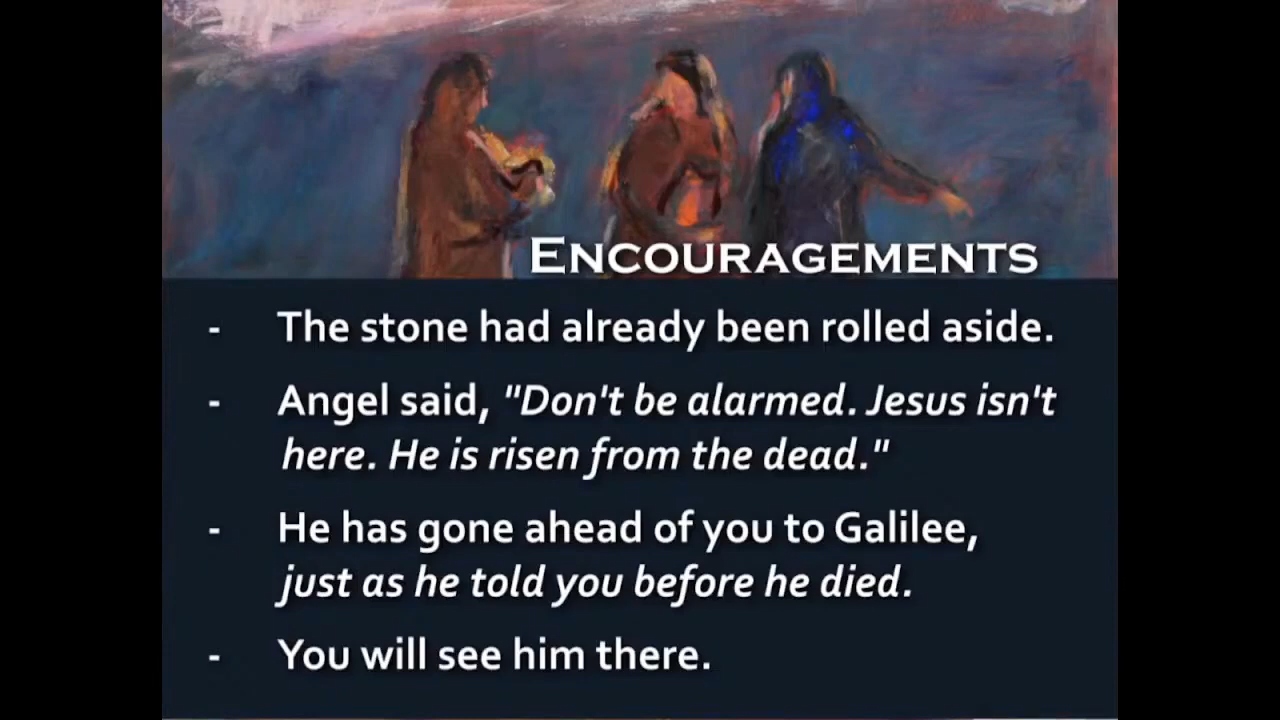 ENCOURAGEMENTS
- The stone had already been rolled aside.
- Angel said, "Don't be alarmed. Jesus isn't
here. He is risen from the dead."
- He has gone ahead of you to Galilee,
just as he told you before he died.
- You will see him there.